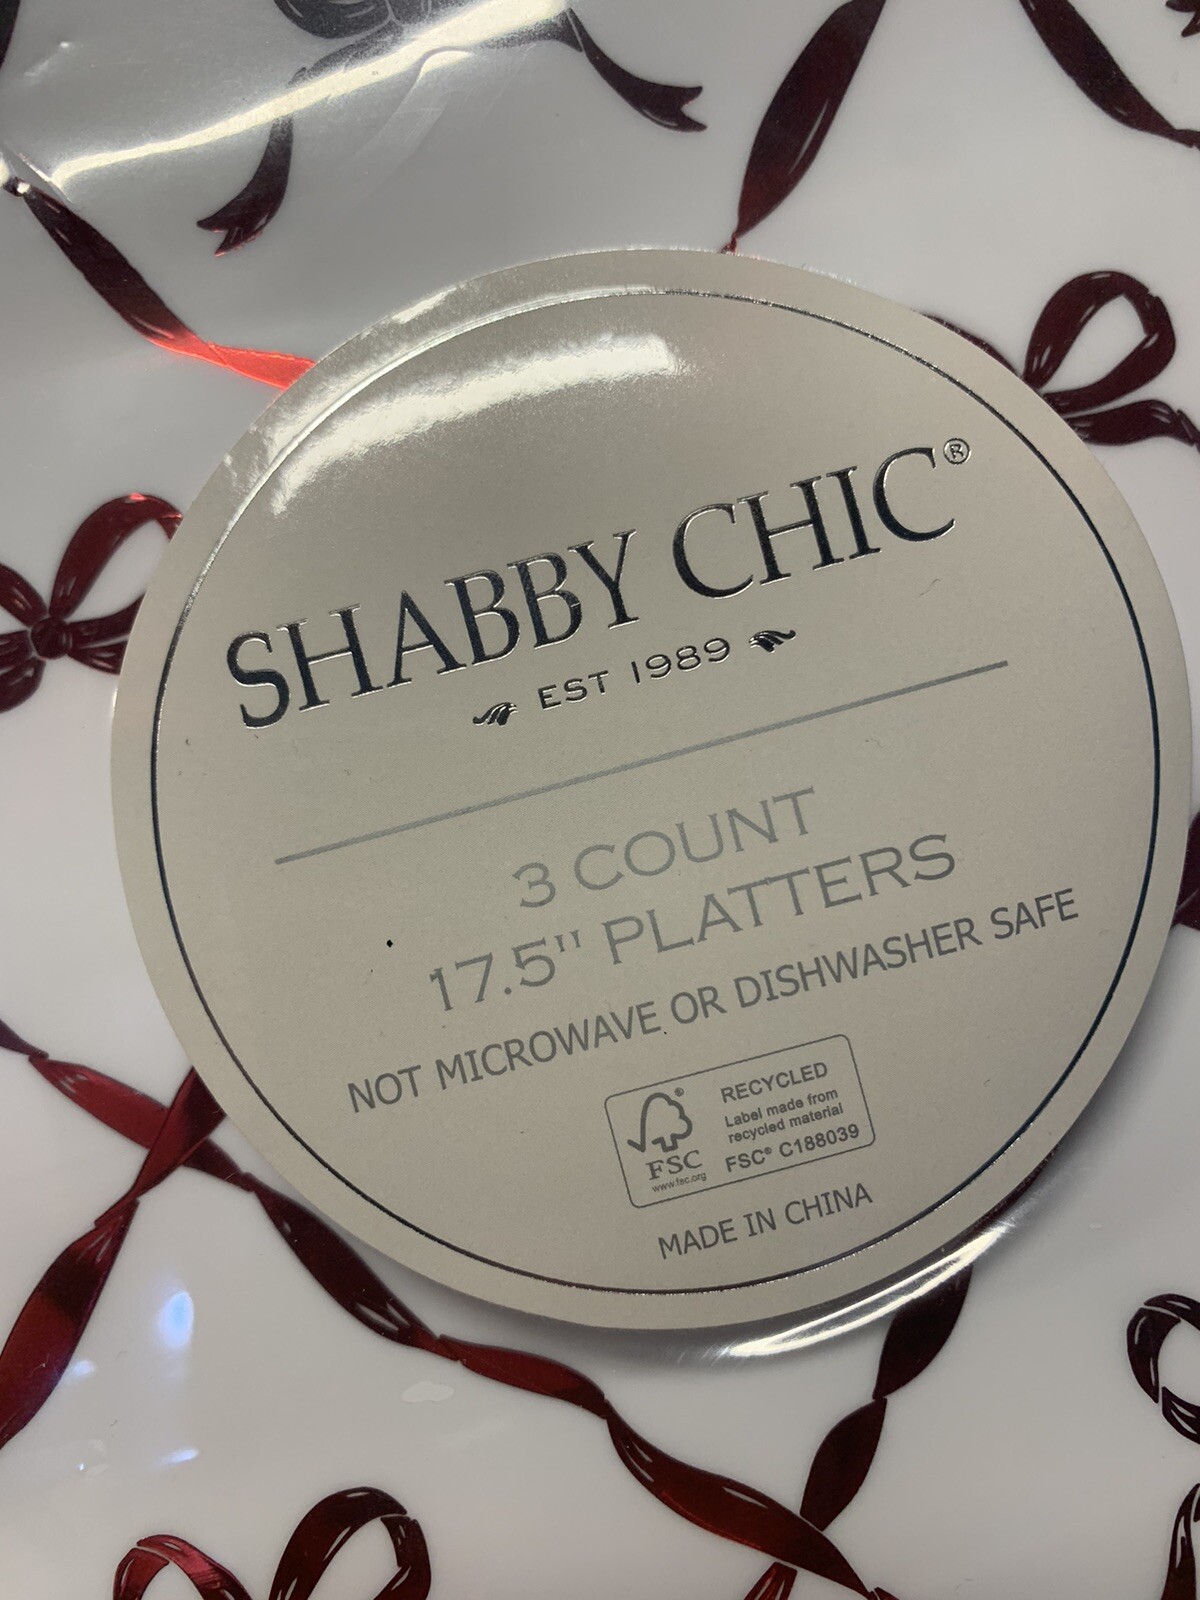 SHABBY CHIC®
EST 1989
3 COUNT
17.5" PLATTERS
NOT MICROWAVE OR DISHWASHER SAFE
FSC®
www.fsc.org
RECYCLED
Label made from
recycled material
FSC® C188039
MADE IN CHINA